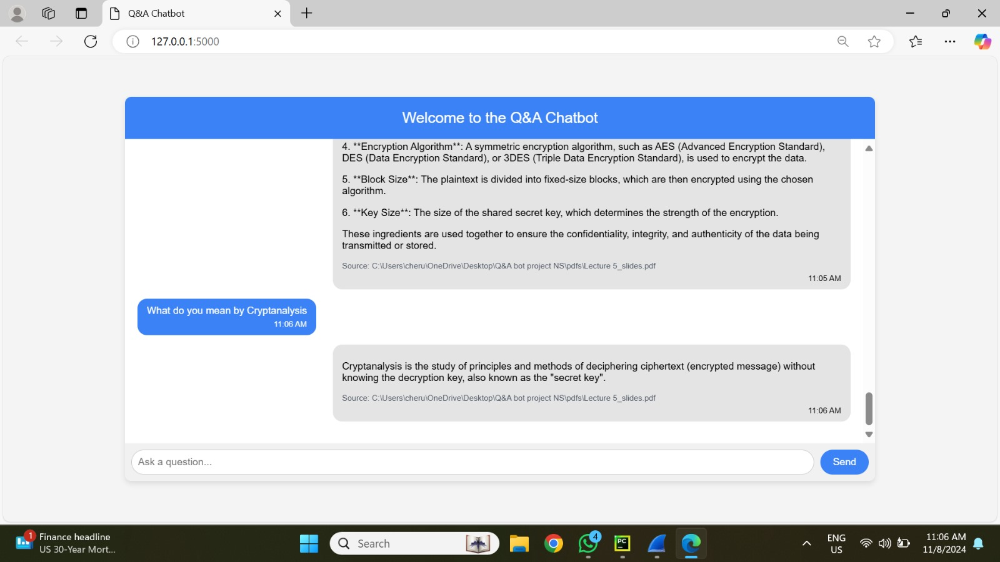 Q&A Chatbot
127.0.0.1:5000
Welcome to the Q&A Chatbot
4. **Encryption Algorithm**: A symmetric encryption algorithm, such as AES (Advanced Encryption Standard),
DES (Data Encryption Standard), or 3DES (Triple Data Encryption Standard), is used to encrypt the data.
5. **Block Size**: The plaintext is divided into fixed-size blocks, which are then encrypted using the chosen
algorithm.
6. **Key Size**: The size of the shared secret key, which determines the strength of the encryption.
These ingredients are used together to ensure the confidentiality, integrity, and authenticity of the data being
transmitted or stored.
Source: C:\Users\cheru\OneDrive\Desktop\Q&A bot project NS\pdfs\Lecture 5_slides.pdf
11:05 AM
What do you mean by Cryptanalysis
11:06 AM
Cryptanalysis is the study of principles and methods of deciphering ciphertext (encrypted message) without
knowing the decryption key, also known as the "secret key".
Source: C:\Users\cheru\OneDrive\Desktop\Q&A bot project NS\pdfs\Lecture 5_slides.pdf
11:06 AM
Ask a question...
Send
1
Finance headline
US 30-Year Mort...
Search
4
PC
ENG
US
11:06 AM
11/8/2024